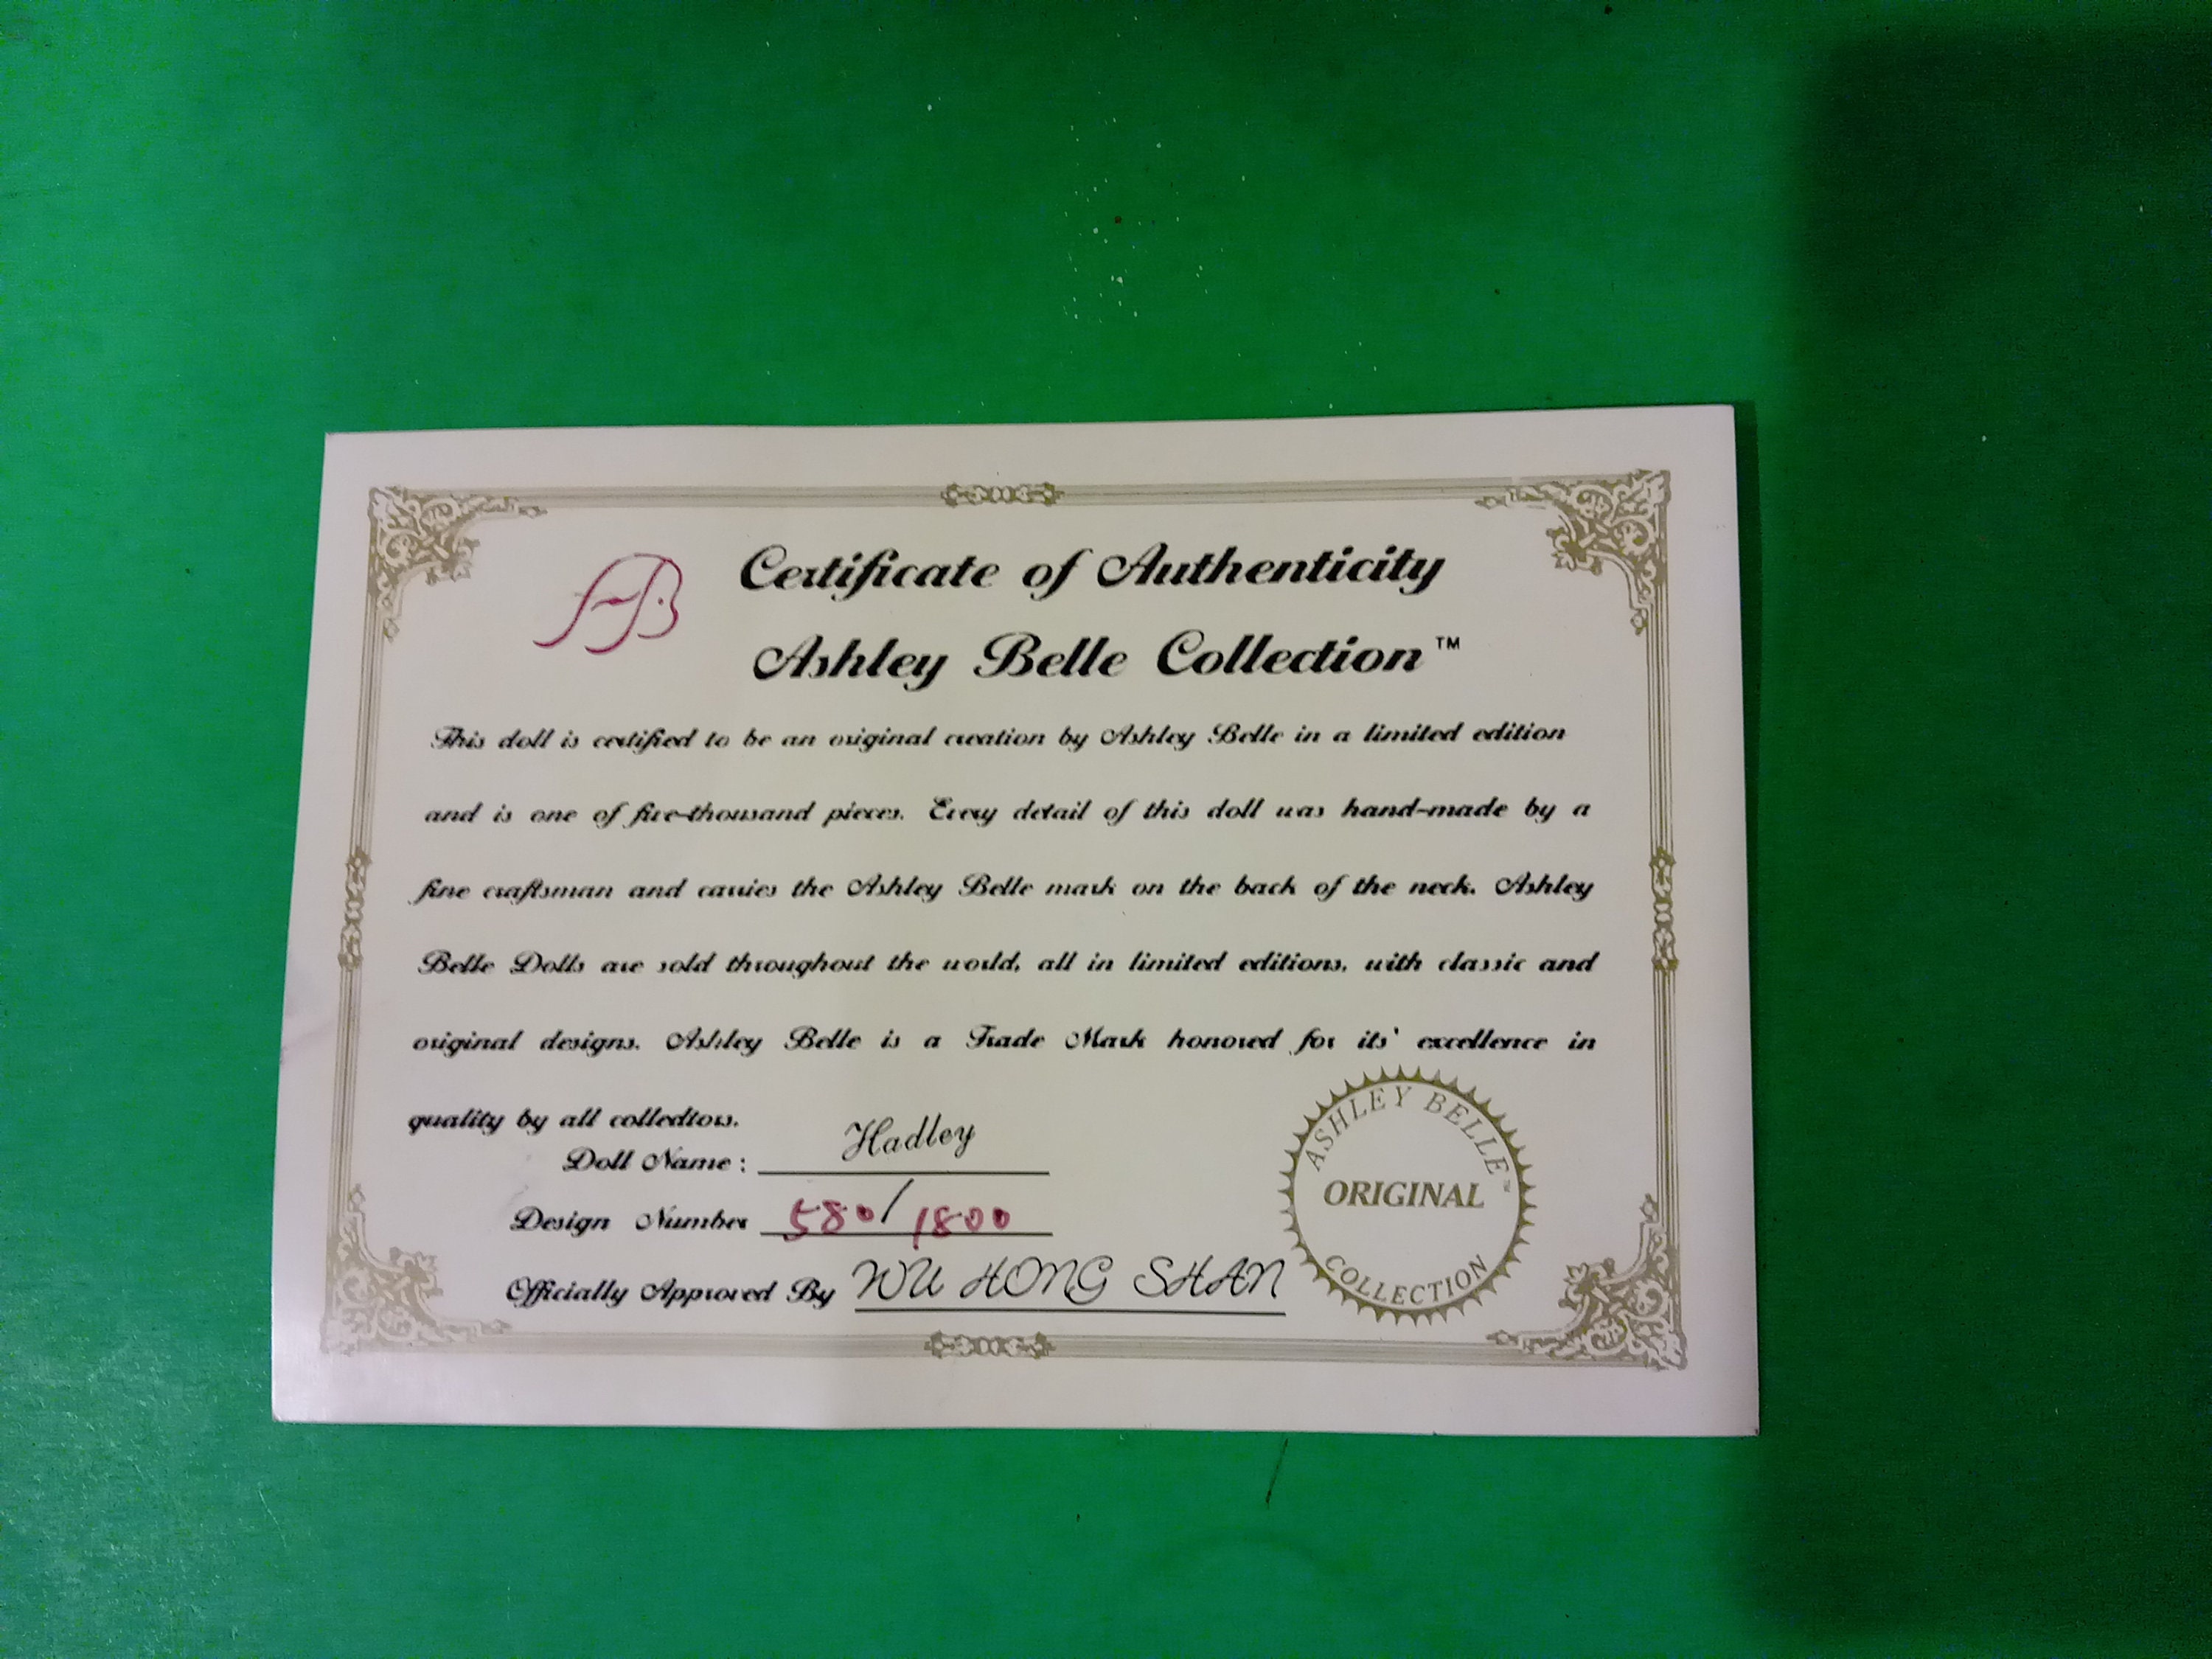 AB
Certificate of Authenticity
Ashley Belle Collection™
This doll is certified to be an original creation by Ashley Belle in a limited edition
and is one of five-thousand pieces. Every detail of this doll was hand-made by a
fine craftsman and carries the Ashley Belle mark on the back of the neck. Ashley
Belle Dolls are sold throughout the world, all in limited editions, with classic and
original designs. Ashley Belle is a Trade Mark honored for its' excellence in
quality by all colledtors.
Doll Name: Hadley
Design Number 580/1800
Officially Approved By WU HONG SHAN
ASHLEY BELLE™
ORIGINAL
COLLECTION